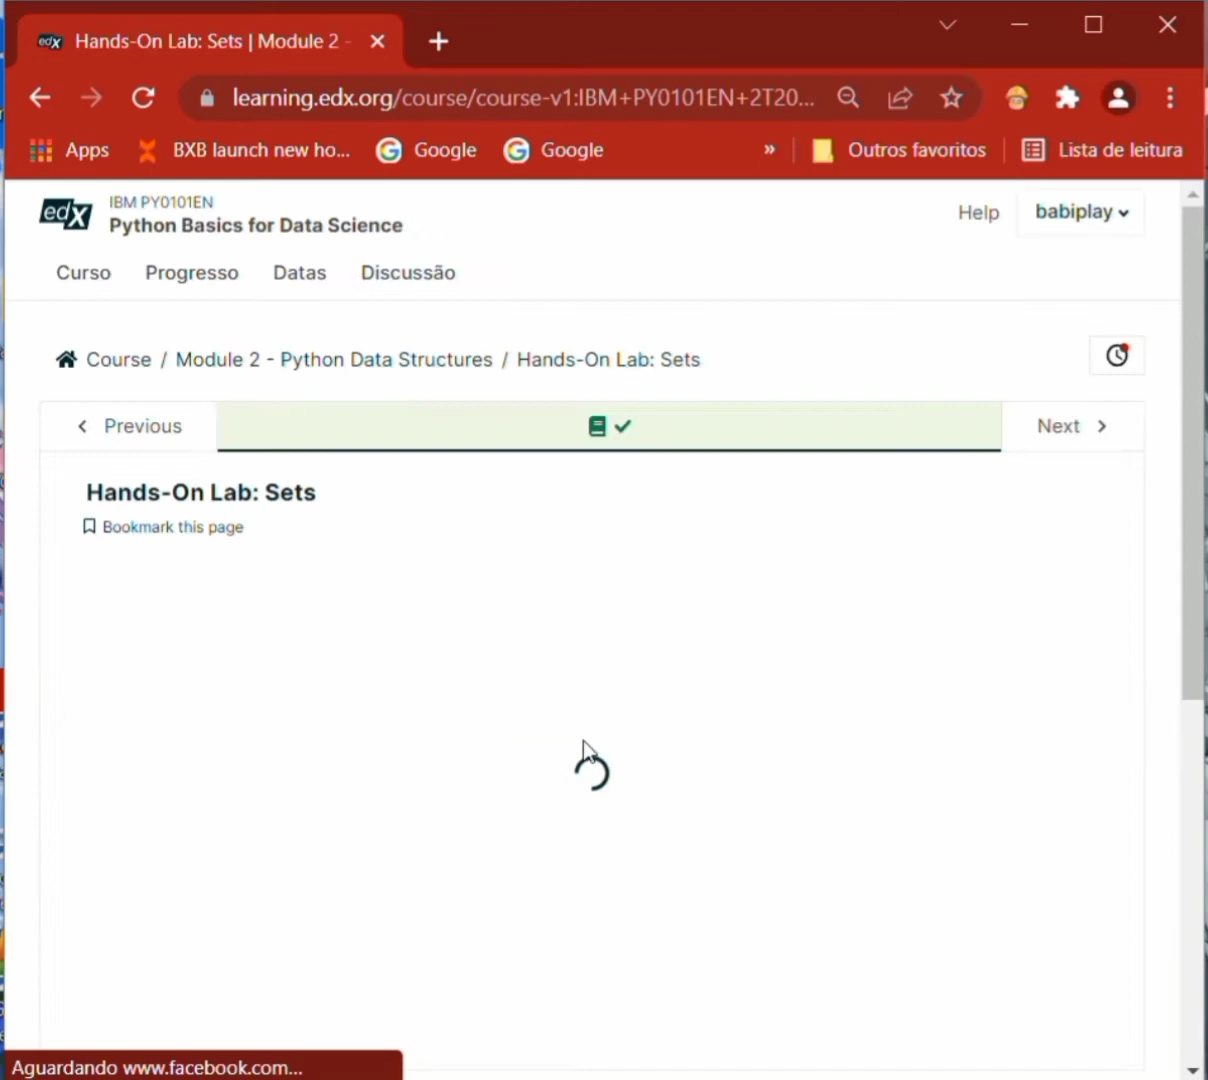 edX Hands-On Lab: Sets | Module 2 -
learning.edx.org/course/course-v1:IBM+PY0101EN+2T20...
Apps BXB launch new ho... Google Google » Outros favoritos Lista de leitura
edX IBM PY0101EN
Python Basics for Data Science
Help babiplay
Curso Progresso Datas Discussão
Course / Module 2 - Python Data Structures / Hands-On Lab: Sets
Previous Next
Hands-On Lab: Sets
Bookmark this page
Aguardando www.facebook.com...